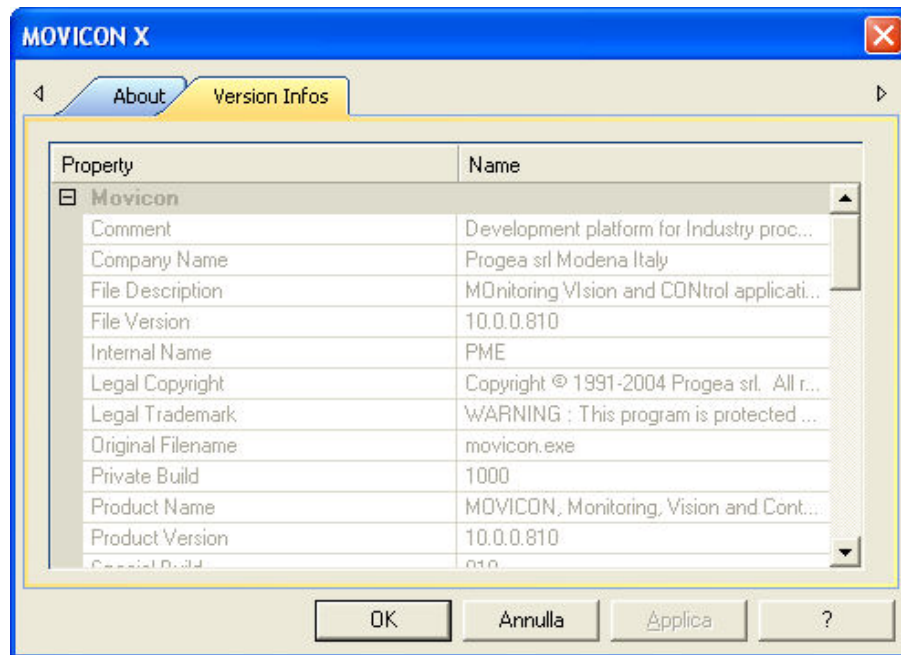 MOVICON X
About Version Infos
Property Name
Movicon
Comment Development platform for Industry proc...
Company Name Progea srl Modena Italy
File Description MOnitoring VIsion and CONtrol applicati...
File Version 10.0.0.810
Internal Name PME
Legal Copyright Copyright © 1991-2004 Progea srl. All r...
Legal Trademark WARNING : This program is protected ...
Original Filename movicon.exe
Private Build 1000
Product Name MOVICON, Monitoring, Vision and Cont...
Product Version 10.0.0.810
OK Annulla Applica ?